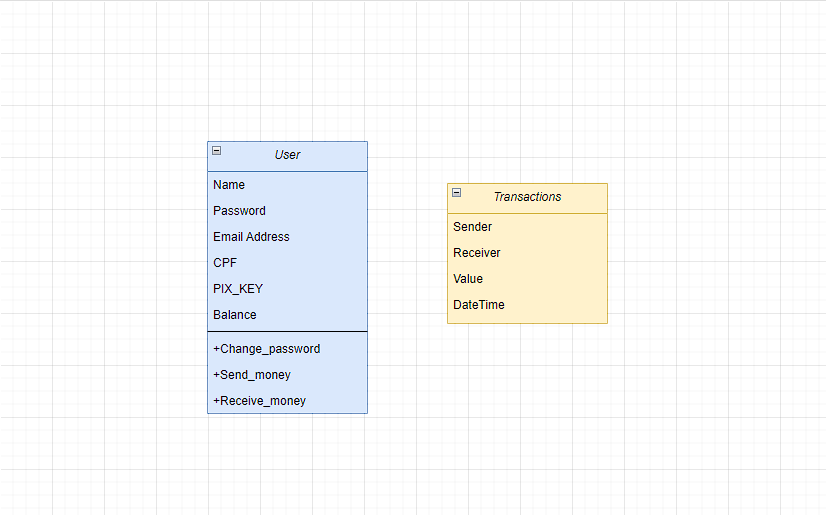 User
Name
Password
Email Address
CPF
PIX_KEY
Balance
+Change_password
+Send_money
+Receive_money
Transactions
Sender
Receiver
Value
DateTime